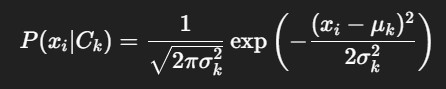 P(x_i|C_k) = \frac{1}{\sqrt{2\pi\sigma_k^2}} \exp\left(-\frac{(x_i - \mu_k)^2}{2\sigma_k^2}\right)